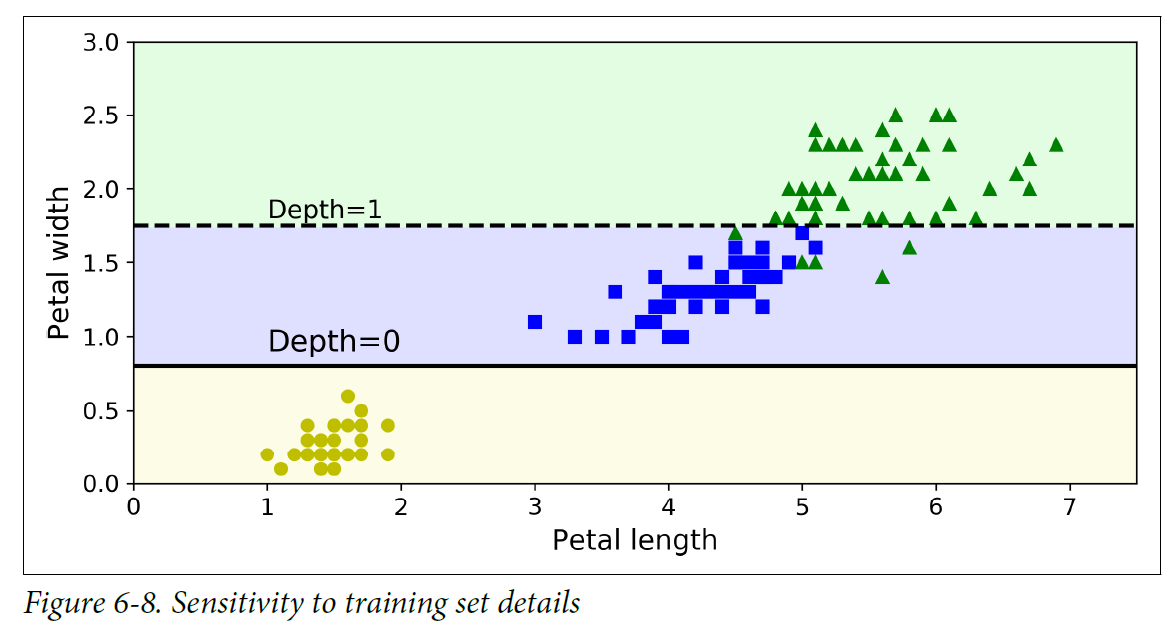 3.0
2.5
2.0
1.5
1.0
0.5
0.0
Petal width
Depth=1
Depth=0
0 1 2 3 4 5 6 7
Petal length
Figure 6-8. Sensitivity to training set details